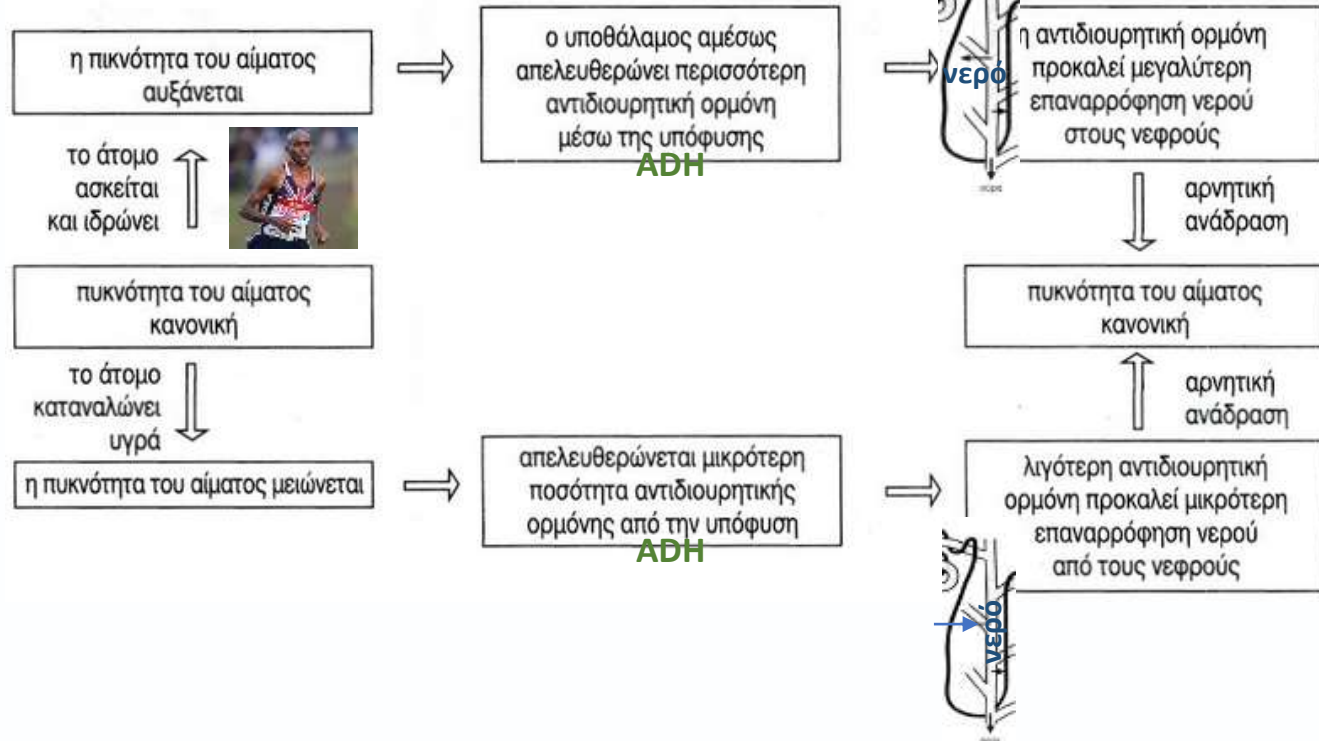 η πικνότητα του αίματος
αυξάνεται
ο υποθάλαμος αμέσως
απελευθερώνει περισσότερη
αντιδιουρητική ορμόνη
μέσω της υπόφυσης
ADH
νερό
η αντιδιουρητική ορμόνη
προκαλεί μεγαλύτερη
επαναρρόφηση νερού
στους νεφρούς
το άτομο
ασκείται
και ιδρώνει
αρνητική
ανάδραση
πυκνότητα του αίματος
κανονική
πυκνότητα του αίματος
κανονική
το άτομο
καταναλώνει
υγρά
αρνητική
ανάδραση
η πυκνότητα του αίματος μειώνεται
απελευθερώνεται μικρότερη
ποσότητα αντιδιουρητικής
ορμόνης από την υπόφυση
ADH
λιγότερη αντιδιουρητική
ορμόνη προκαλεί μικρότερη
επαναρρόφηση νερού
από τους νεφρούς
νερό